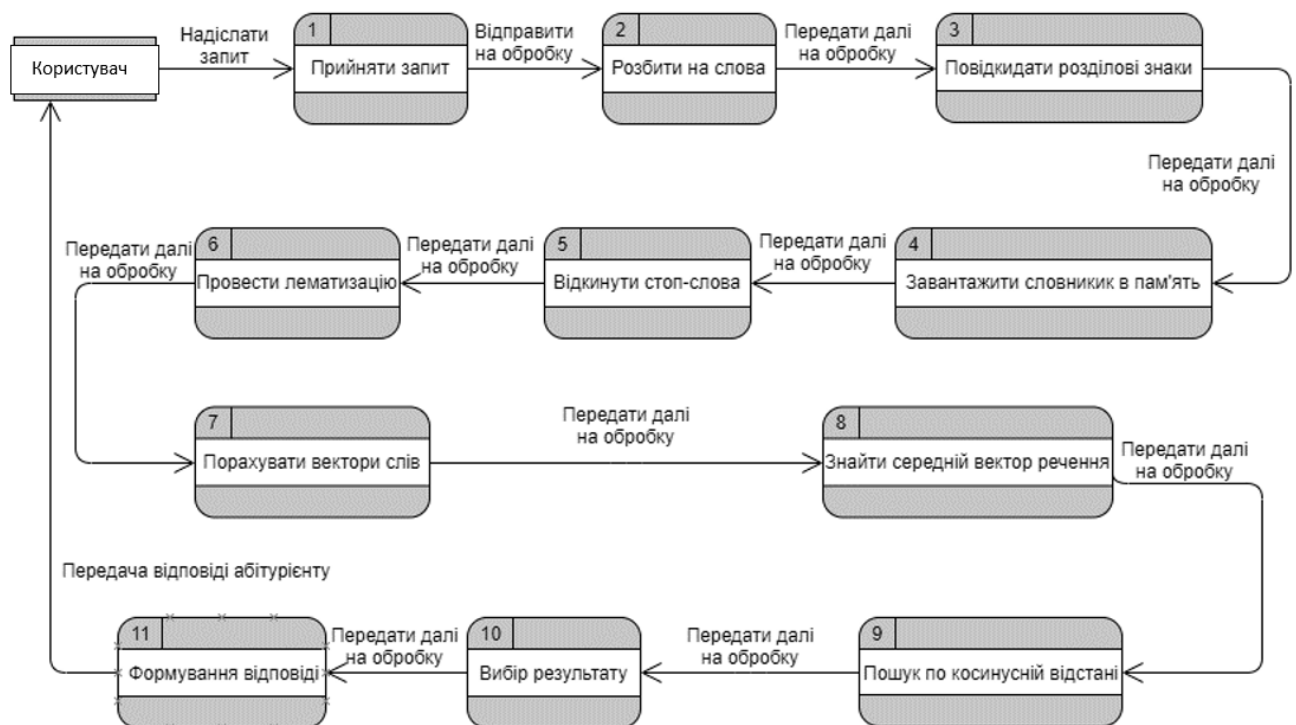 Користувач
Надіслати
запит
1
Прийняти запит
Відправити
на обробку
2
Розбити на слова
Передати далі
на обробку
3
Повідкидати розділові знаки
Передати далі
на обробку
4
Завантажити словникик в пам'ять
Передати далі
на обробку
5
Відкинути стоп-слова
Передати далі
на обробку
6
Провести лематизацію
Передати далі
на обробку
7
Порахувати вектори слів
Передати далі
на обробку
8
Знайти середній вектор речення
Передати далі
на обробку
9
Пошук по косинусній відстані
Передати далі
на обробку
10
Вибір результату
Передати далі
на обробку
11
Формування відповіді
Передача відповіді абітурієнту